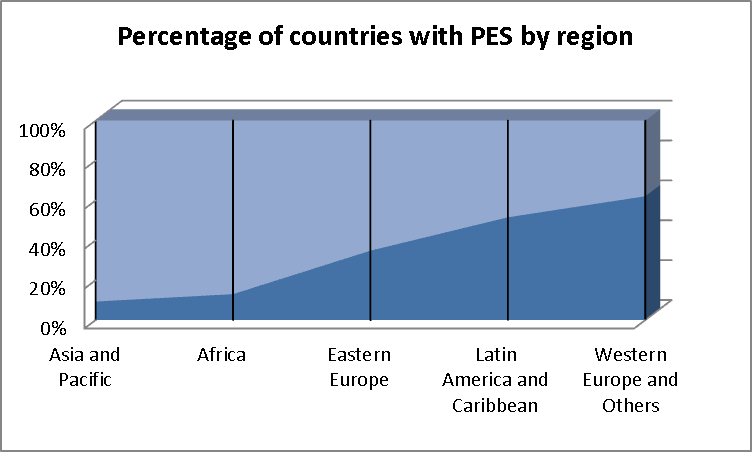 Percentage of countries with PES by region
100%
80%
60%
40%
20%
0%
Asia and
Pacific
Africa
Eastern
Europe
Latin
America and
Caribbean
Western
Europe and
Others